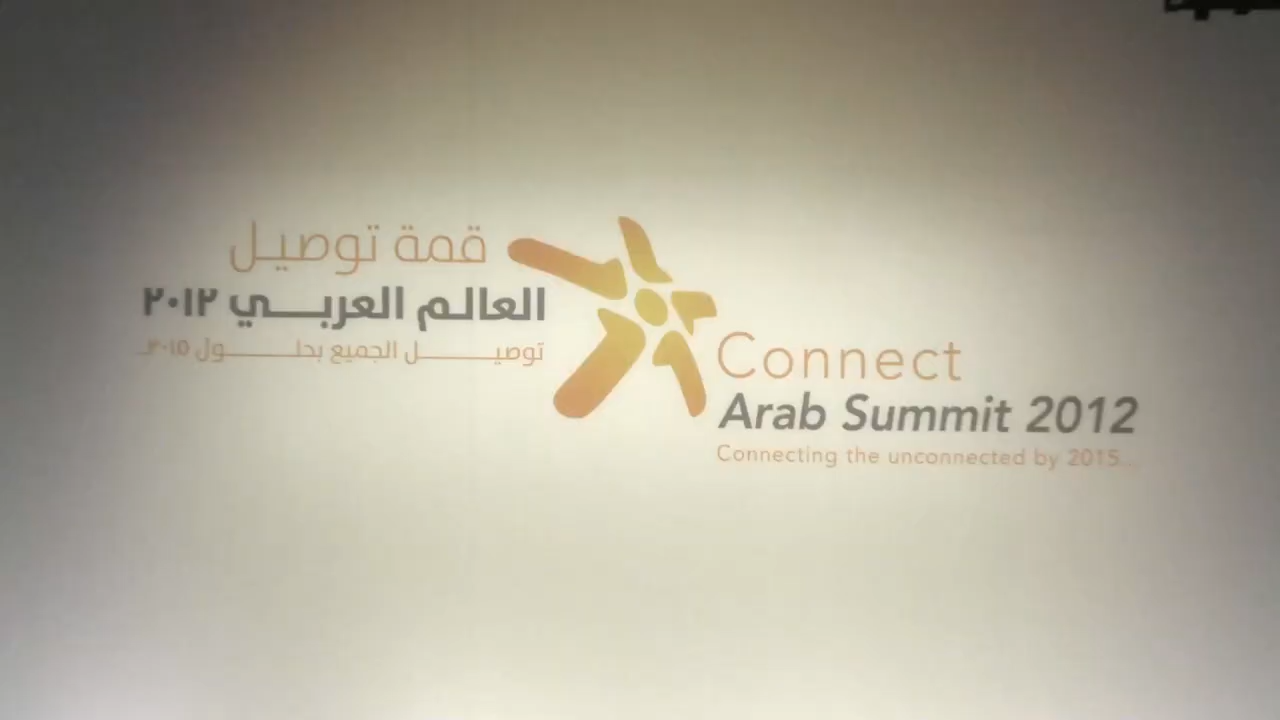 قمة توصيل
العالم العربي ٢٠١٢
توصيل الجميع بحلول ٢٠١٥...
Connect
Arab Summit 2012
Connecting the unconnected by 2015...